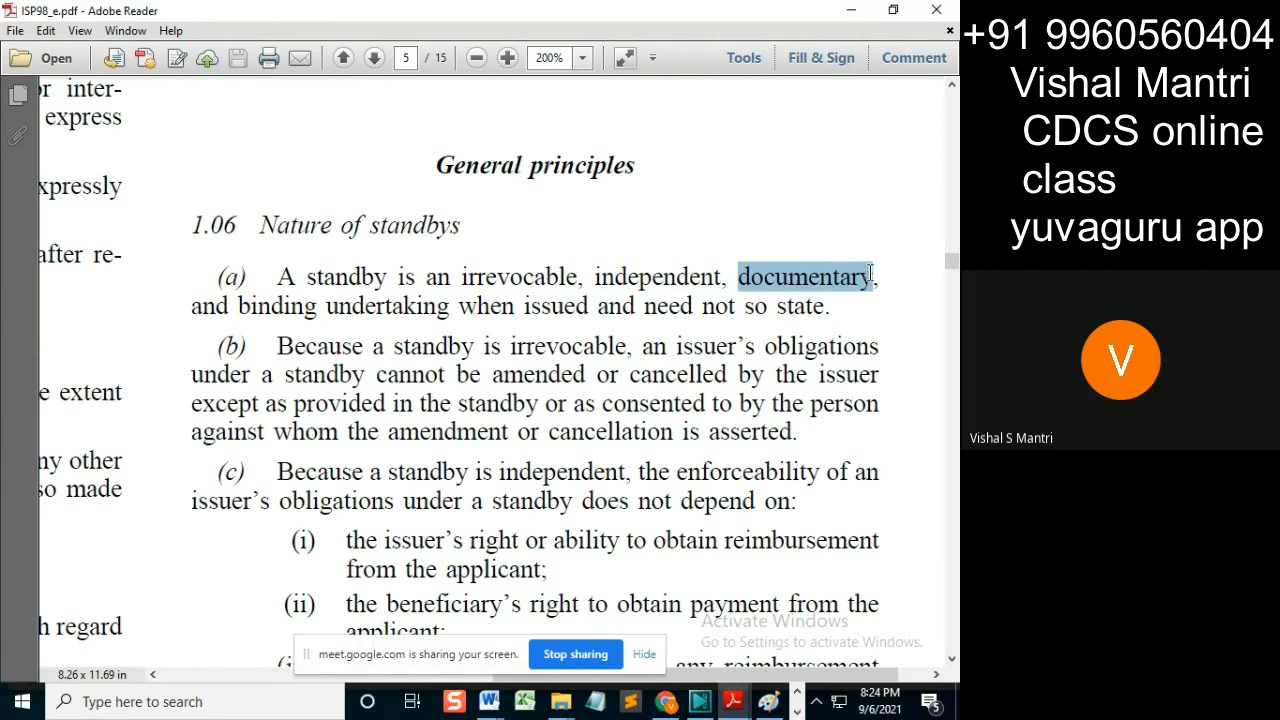 ISP98_e.pdf - Adobe Reader
File Edit View Window Help
Open 5 / 15 200% Tools Fill & Sign Comment
or inter-
express
xpressly
after re-
e extent
ny other
so made
h regard
General principles
1.06 Nature of standbys
(a) A standby is an irrevocable, independent, documentary,
and binding undertaking when issued and need not so state.
(b) Because a standby is irrevocable, an issuer's obligations
under a standby cannot be amended or cancelled by the issuer
except as provided in the standby or as consented to by the person
against whom the amendment or cancellation is asserted.
(c) Because a standby is independent, the enforceability of an
issuer's obligations under a standby does not depend on:
(i) the issuer's right or ability to obtain reimbursement
from the applicant;
(ii) the beneficiary's right to obtain payment from the
applicant;
any reimbursement
Activate Windows
Go to Settings to activate Windows.
meet.google.com is sharing your screen. Stop sharing Hide
8.26 x 11.69 in
Type here to search
8:24 PM
9/6/2021
5
+91 9960560404
Vishal Mantri
CDCS online
class
yuvaguru app
V
Vishal S Mantri